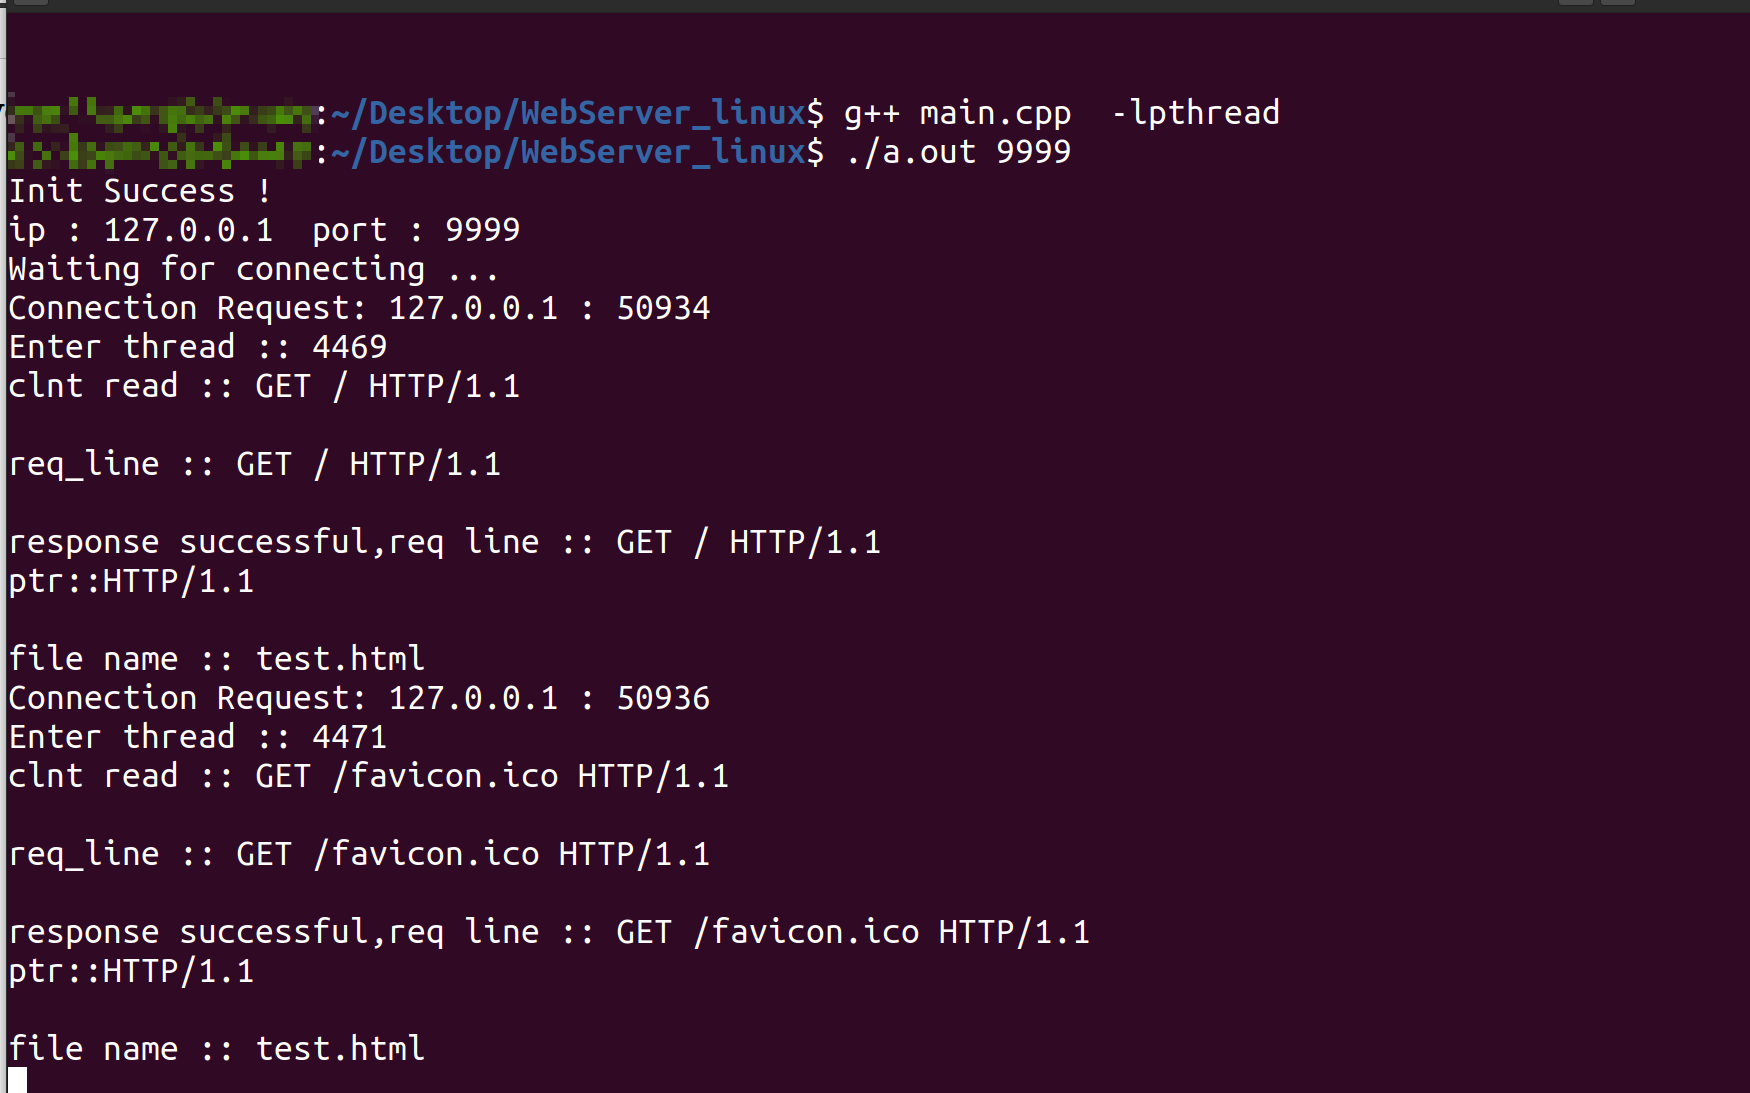 :~/Desktop/WebServer_linux$ g++ main.cpp  -lpthread
:~/Desktop/WebServer_linux$ ./a.out 9999
Init Success !
ip : 127.0.0.1  port : 9999
Waiting for connecting ...
Connection Request: 127.0.0.1 : 50934
Enter thread :: 4469
clnt read :: GET / HTTP/1.1
req_line :: GET / HTTP/1.1
response successful,req line :: GET / HTTP/1.1
ptr::HTTP/1.1
file name :: test.html
Connection Request: 127.0.0.1 : 50936
Enter thread :: 4471
clnt read :: GET /favicon.ico HTTP/1.1
req_line :: GET /favicon.ico HTTP/1.1
response successful,req line :: GET /favicon.ico HTTP/1.1
ptr::HTTP/1.1
file name :: test.html